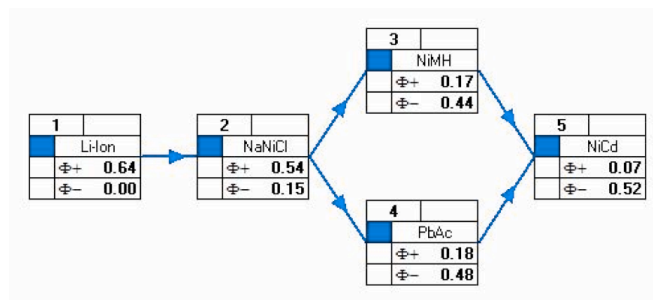 1
Li-Ion
Φ+ 0.64
Φ− 0.00
2
NaNiCl
Φ+ 0.54
Φ− 0.15
3
NiMH
Φ+ 0.17
Φ− 0.44
4
PbAc
Φ+ 0.18
Φ− 0.48
5
NiCd
Φ+ 0.07
Φ− 0.52